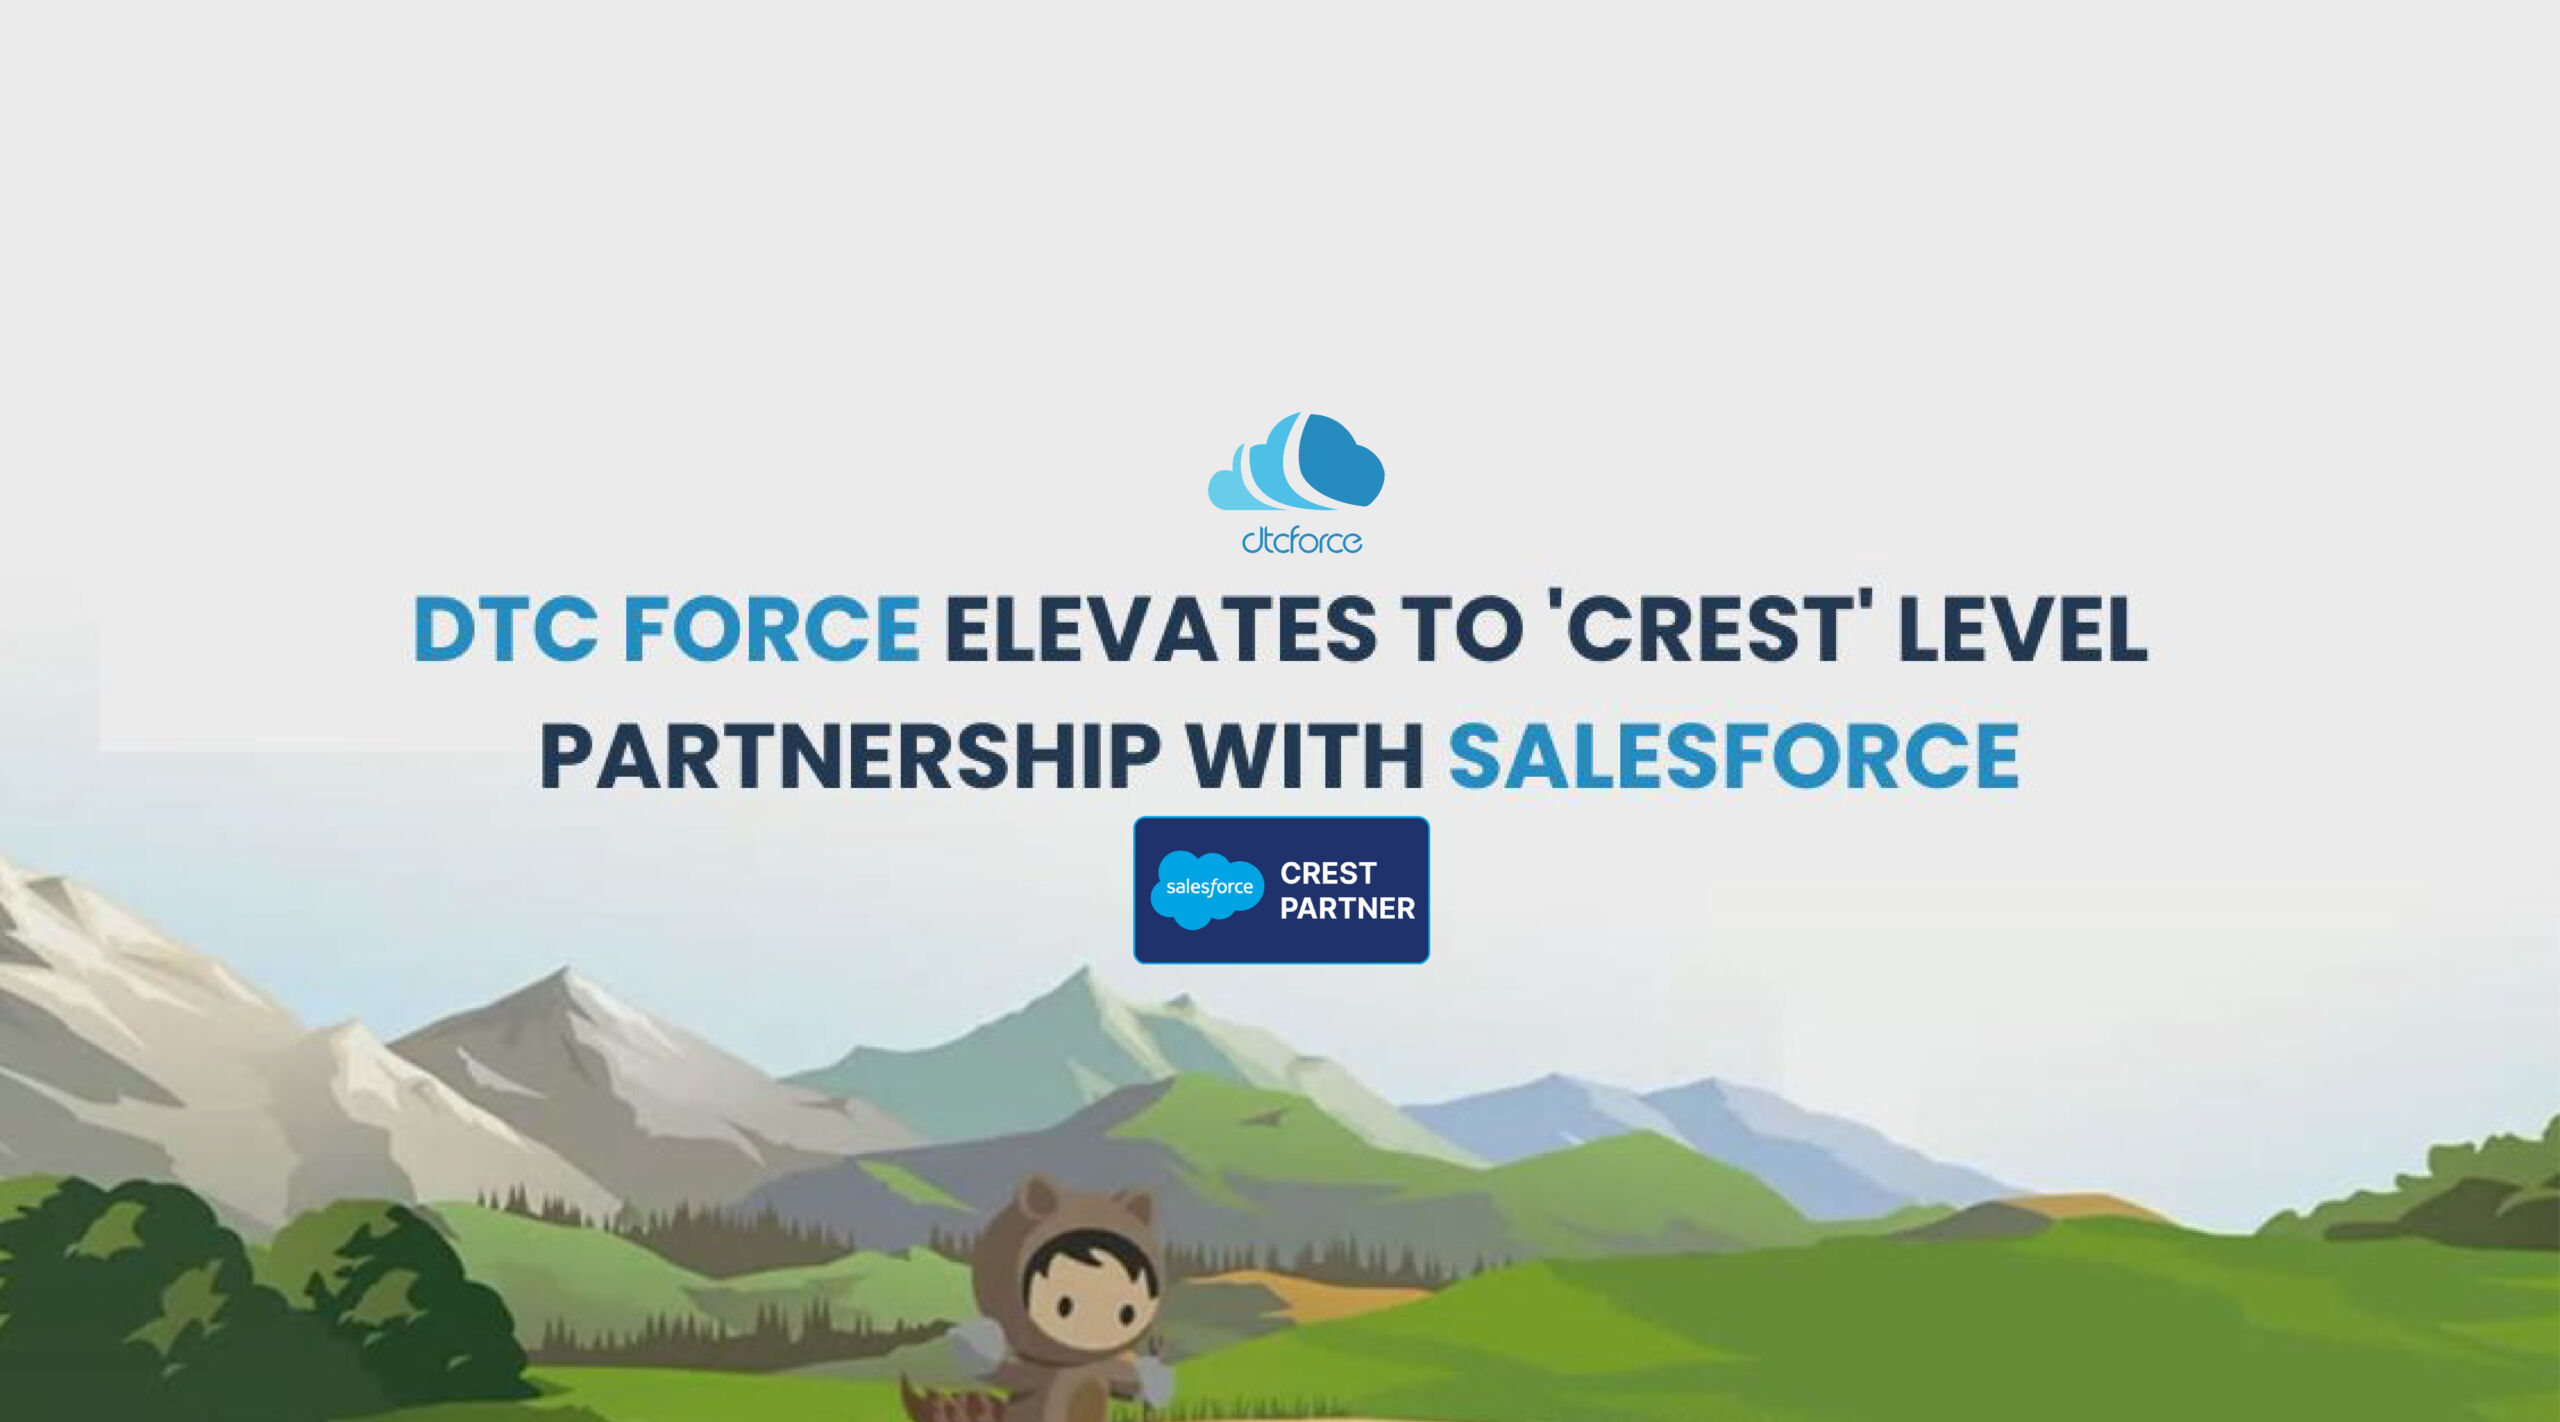 dtcforce
DTC FORCE ELEVATES TO 'CREST' LEVEL
PARTNERSHIP WITH SALESFORCE
salesforce
CREST
PARTNER